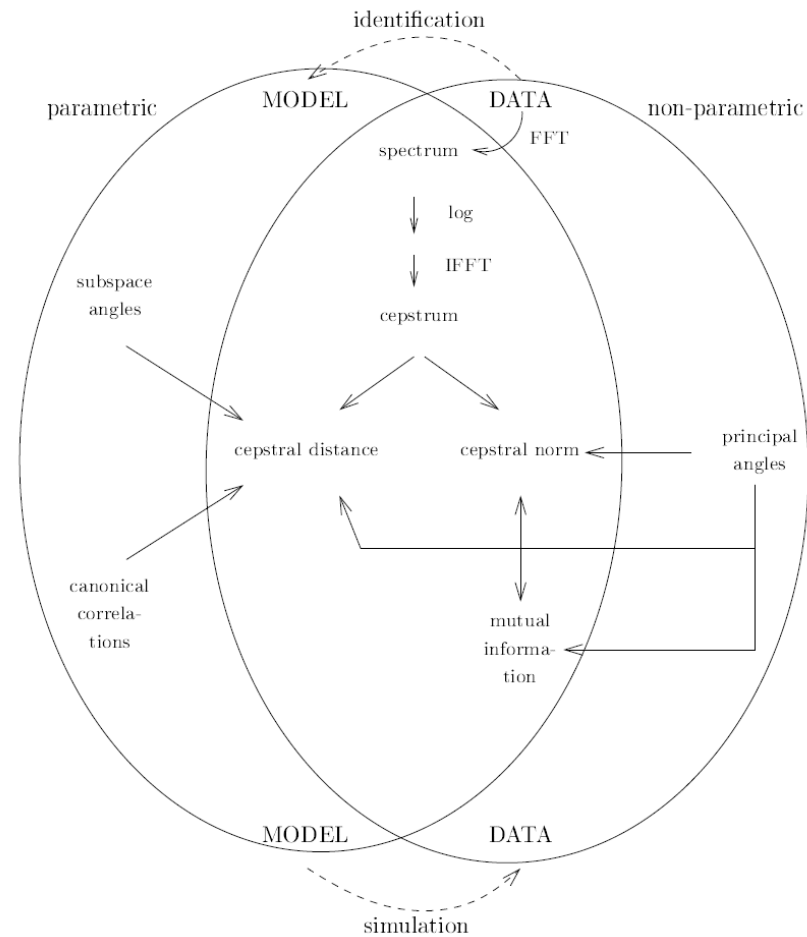 identification
parametric
MODEL
DATA
non-parametric
FFT
spectrum
log
IFFT
cepstrum
subspace
angles
cepstral distance
cepstral norm
principal
angles
canonical
correla-
tions
mutual
informa-
tion
MODEL
DATA
simulation